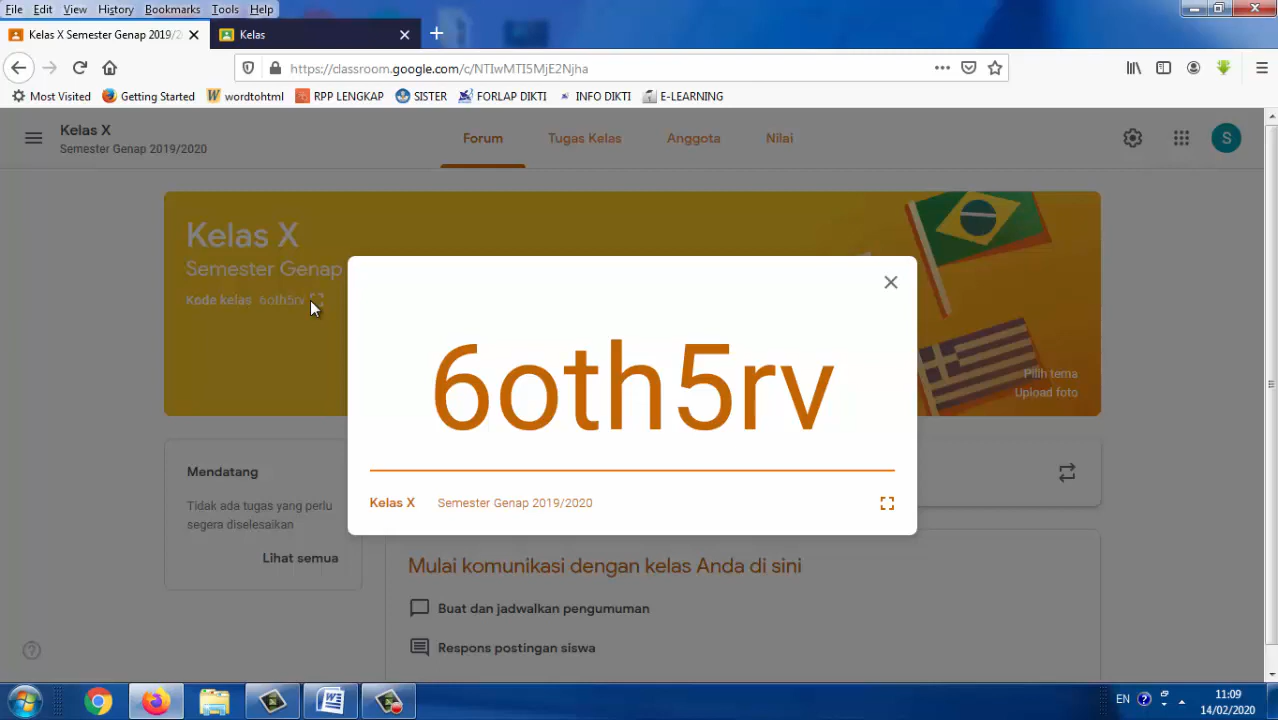 File Edit View History Bookmarks Tools Help
Kelas X Semester Genap 2019/2
Kelas
https://classroom.google.com/c/NTIwMTI5MjE2Njha
Most Visited Getting Started wordtohtml RPP LENGKAP SISTER FORLAP DIKTI INFO DIKTI E-LEARNING
Kelas X
Semester Genap 2019/2020
Forum Tugas Kelas Anggota Nilai
S
Kelas X
Semester Genap
Kode kelas 6oth5rv
6oth5rv
Kelas X Semester Genap 2019/2020
Pilih tema
Upload foto
Mendatang
Tidak ada tugas yang perlu
segera diselesaikan
Lihat semua
Mulai komunikasi dengan kelas Anda di sini
Buat dan jadwalkan pengumuman
Respons postingan siswa
EN
11:09
14/02/2020